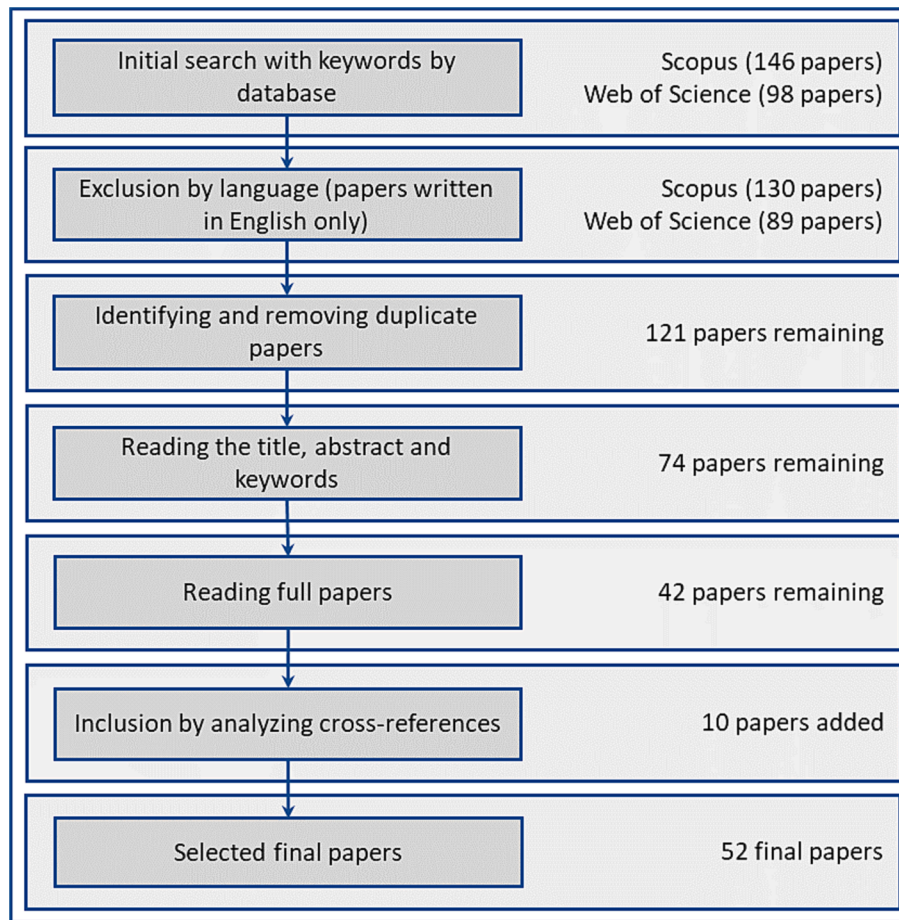 Initial search with keywords by
database
Scopus (146 papers)
Web of Science (98 papers)
Exclusion by language (papers written
in English only)
Scopus (130 papers)
Web of Science (89 papers)
Identifying and removing duplicate
papers
121 papers remaining
Reading the title, abstract and
keywords
74 papers remaining
Reading full papers
42 papers remaining
Inclusion by analyzing cross-references
10 papers added
Selected final papers
52 final papers